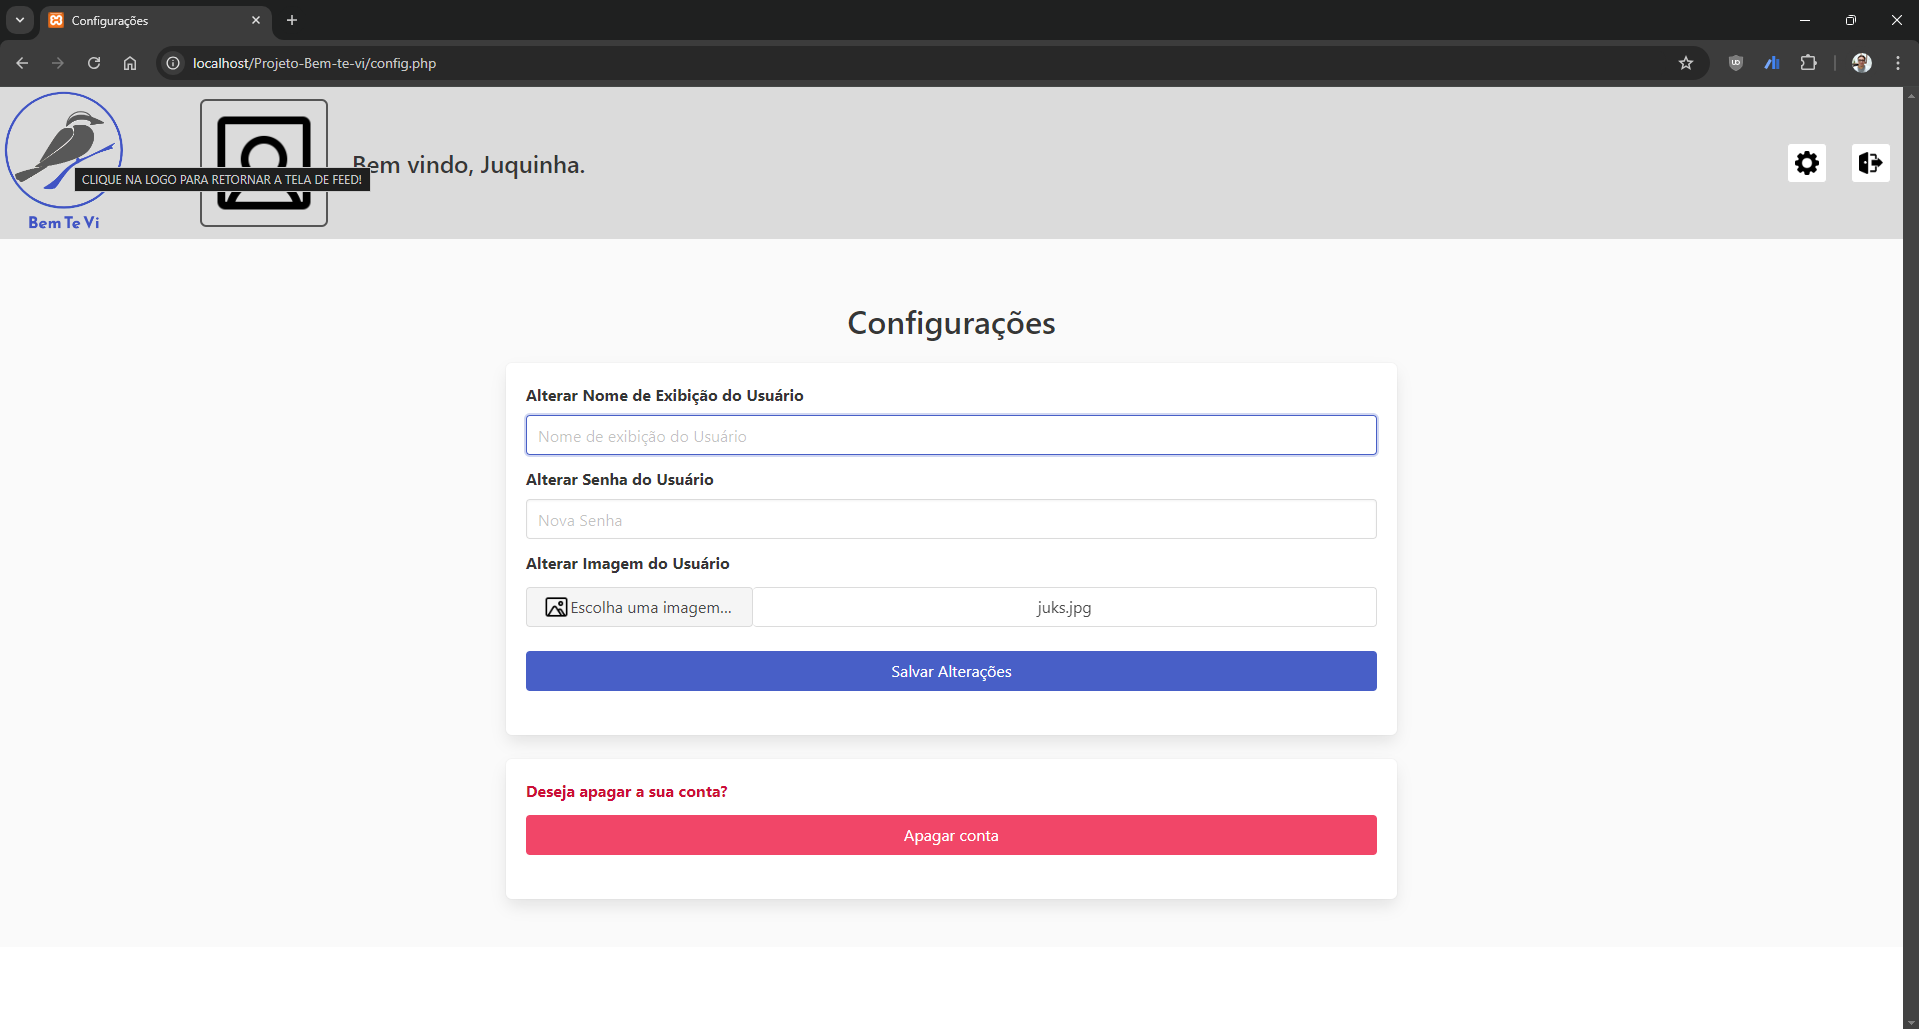 Configurações
localhost/Projeto-Bem-te-vi/config.php
Bem vindo, Juquinha.
CLIQUE NA LOGO PARA RETORNAR A TELA DE FEED!
Bem Te Vi
Configurações
Alterar Nome de Exibição do Usuário
Nome de exibição do Usuário
Alterar Senha do Usuário
Nova Senha
Alterar Imagem do Usuário
Escolha uma imagem... juks.jpg
Salvar Alterações
Deseja apagar a sua conta?
Apagar conta